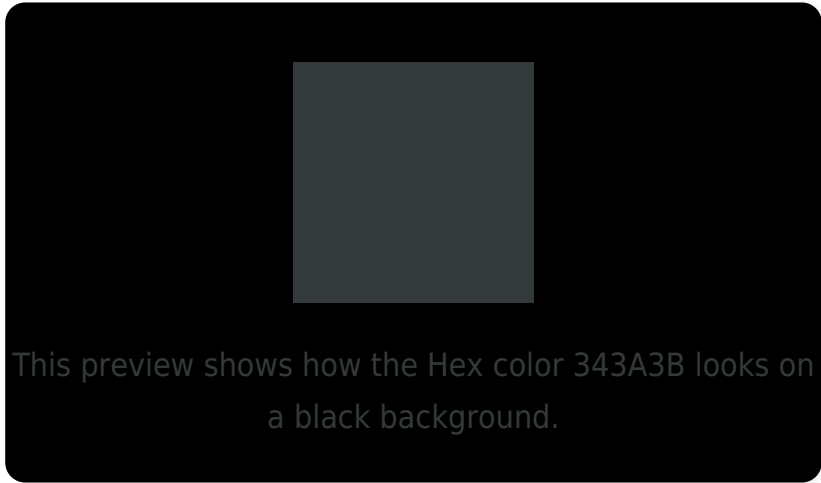 This preview shows how the Hex color 343A3B looks on
a black background.